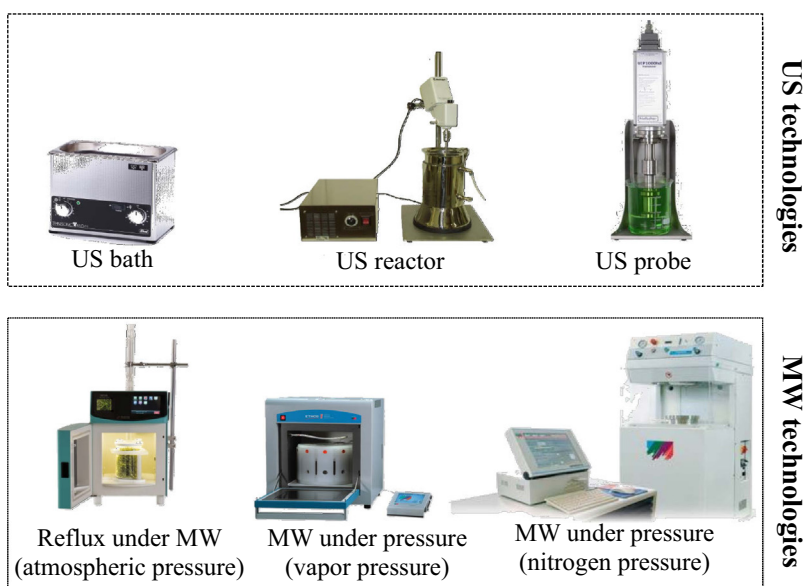 US technologies
US bath
US reactor
US probe
MW technologies
Reflux under MW
(atmospheric pressure)
MW under pressure
(vapor pressure)
MW under pressure
(nitrogen pressure)